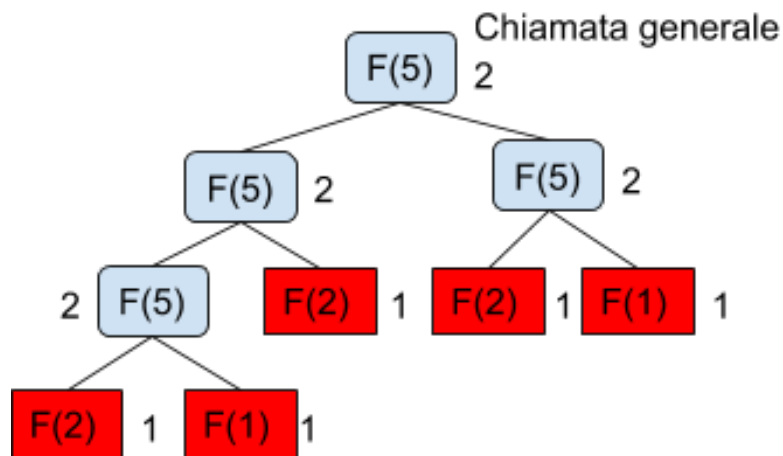 Chiamata generale
F(5) 2
F(5) 2 F(5) 2
2 F(5) F(2) 1 F(2) 1 F(1) 1
F(2) 1 F(1) 1